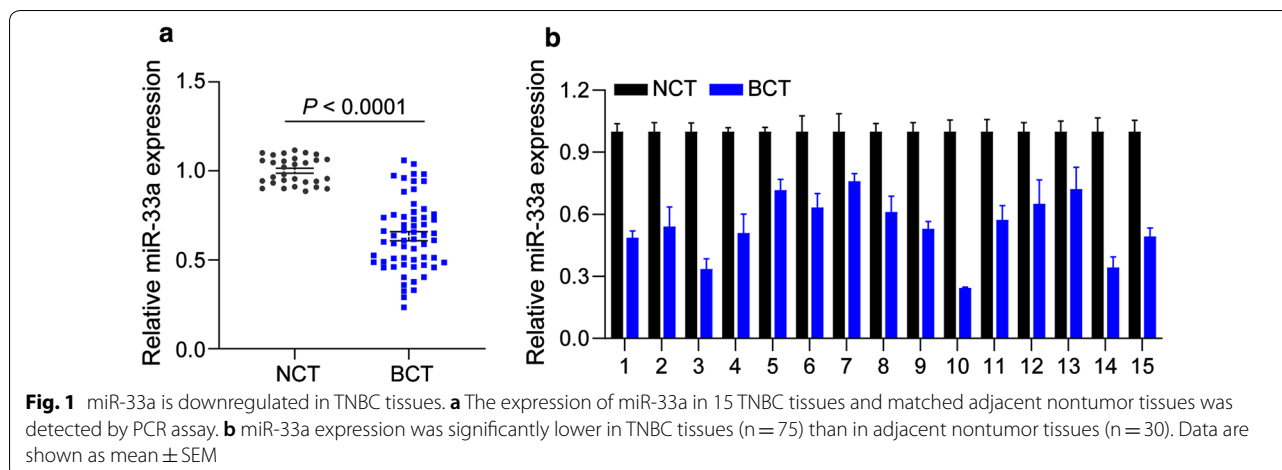 a
Relative miR-33a expression
1.5
1.0
0.5
0.0
P < 0.0001
NCT BCT
b
Relative miR-33a expression
1.2
0.9
0.6
0.3
0.0
NCT BCT
1 2 3 4 5 6 7 8 9 10 11 12 13 14 15
Fig. 1 miR-33a is downregulated in TNBC tissues. a The expression of miR-33a in 15 TNBC tissues and matched adjacent nontumor tissues was
detected by PCR assay. b miR-33a expression was significantly lower in TNBC tissues (n = 75) than in adjacent nontumor tissues (n = 30). Data are
shown as mean ± SEM